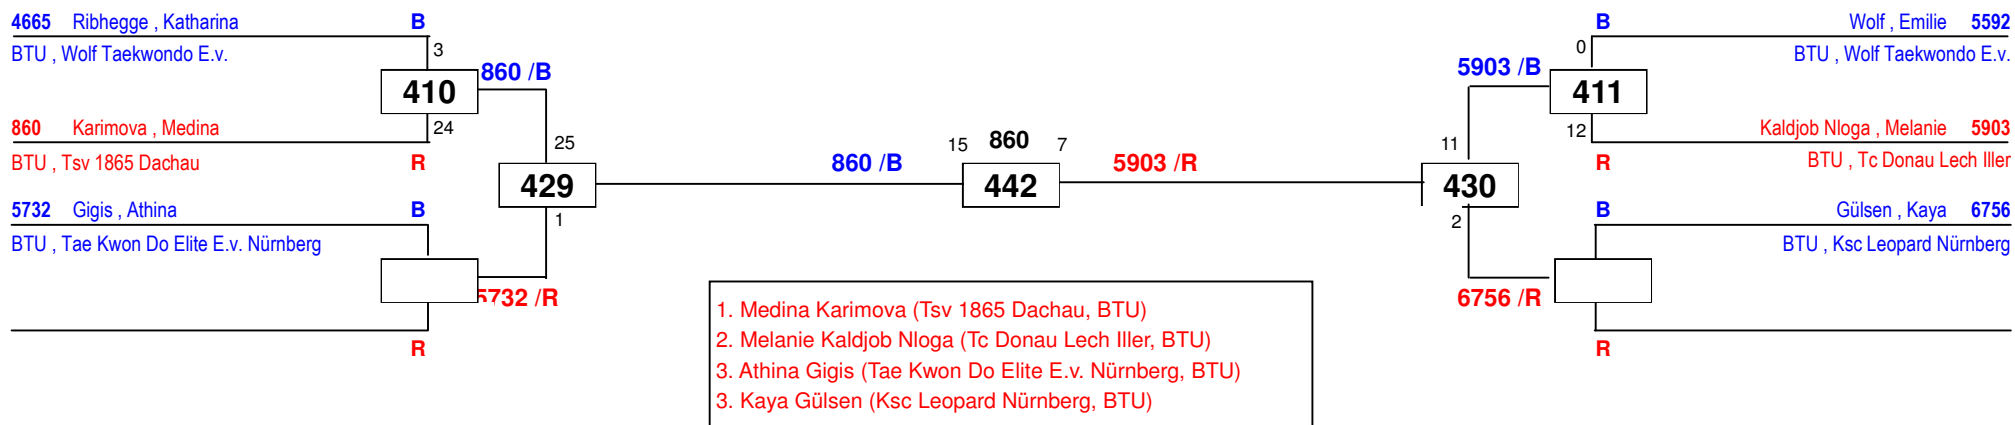 4665 Ribhegge , Katharina B
BTU , Wolf Taekwondo E.v.
3
860 /B
410
24
860 Karimova , Medina
BTU , Tsv 1865 Dachau R
25
429
1
5732 Gigis , Athina B
BTU , Tae Kwon Do Elite E.v. Nürnberg
5732 /R
R
860 /B
15 860 7
442
5903 /R
B Wolf , Emilie 5592
0
BTU , Wolf Taekwondo E.v.
5903 /B
411
12
Kaldjob Nloga , Melanie 5903
R BTU , Tc Donau Lech Iller
11
430
2
B Gülsen , Kaya 6756
BTU , Ksc Leopard Nürnberg
6756 /R
R
1. Medina Karimova (Tsv 1865 Dachau, BTU)
2. Melanie Kaldjob Nloga (Tc Donau Lech Iller, BTU)
3. Athina Gigis (Tae Kwon Do Elite E.v. Nürnberg, BTU)
3. Kaya Gülsen (Ksc Leopard Nürnberg, BTU)